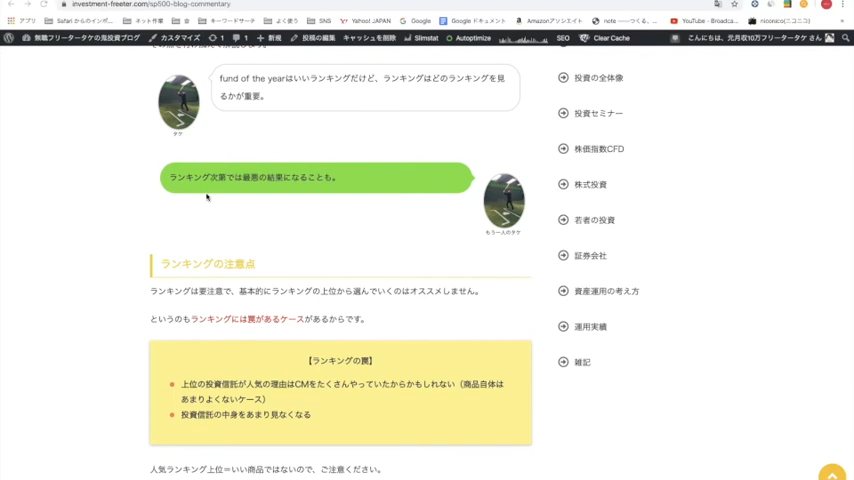 investment-freeter.com/sp500-blog-commentary
アプリ Safari からのインポ... ネット作業 命 キーワードサーチ よく使う SNG Yahoo! JAPAN Google Google ドキュメント Amazonアソシエイト note ――つくる、... YouTube - Broadca... niconico(ニコニコ)
無職フリータータケの鬼投資ブログ カスタマイズ 1 1 新規 投稿の編集 キャッシュを削除 Slimstat Autoptimize SEO Clear Cache こんにちは、元月収10万フリータータケ さん
fund of the yearはいいランキングだけど、ランキングはどのランキングを見
るかが重要。
タケ
ランキング次第では最悪の結果になることも。
もう一人のタケ
ランキングの注意点
ランキングは要注意で、基本的にランキングの上位から選んでいくのはオススメしません。
というのもランキングには罠があるケースがあるからです。
【ランキングの罠】
上位の投資信託が人気の理由はCMをたくさんやっていたからかもしれない（商品自体は
あまりよくないケース）
投資信託の中身をあまり見なくなる
人気ランキング上位＝いい商品ではないので、ご注意ください。
投資の全体像
投資セミナー
株価指数CFD
株式投資
若者の投資
証券会社
資産運用の考え方
運用実績
雑記